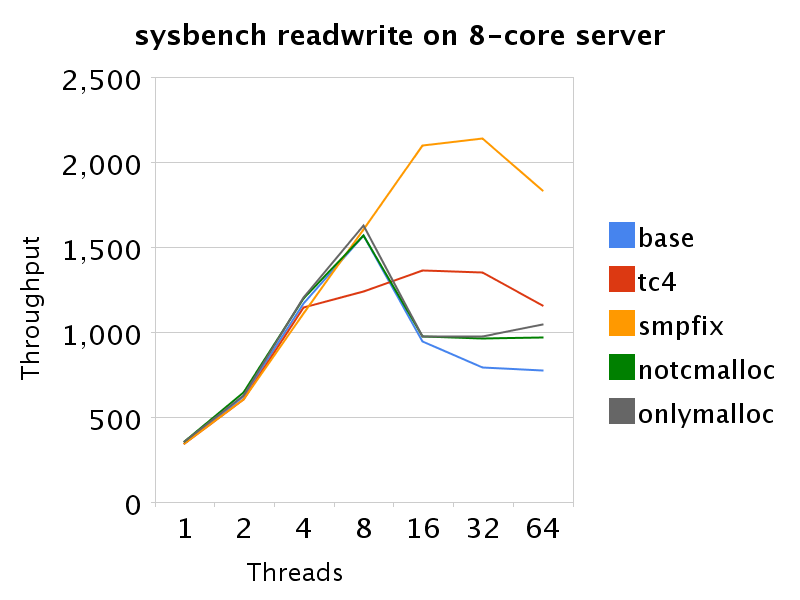 sysbench readwrite on 8-core server
2,500
2,000
1,500
1,000
500
0
Throughput
1 2 4 8 16 32 64
Threads
base
tc4
smpfix
notcmalloc
onlymalloc